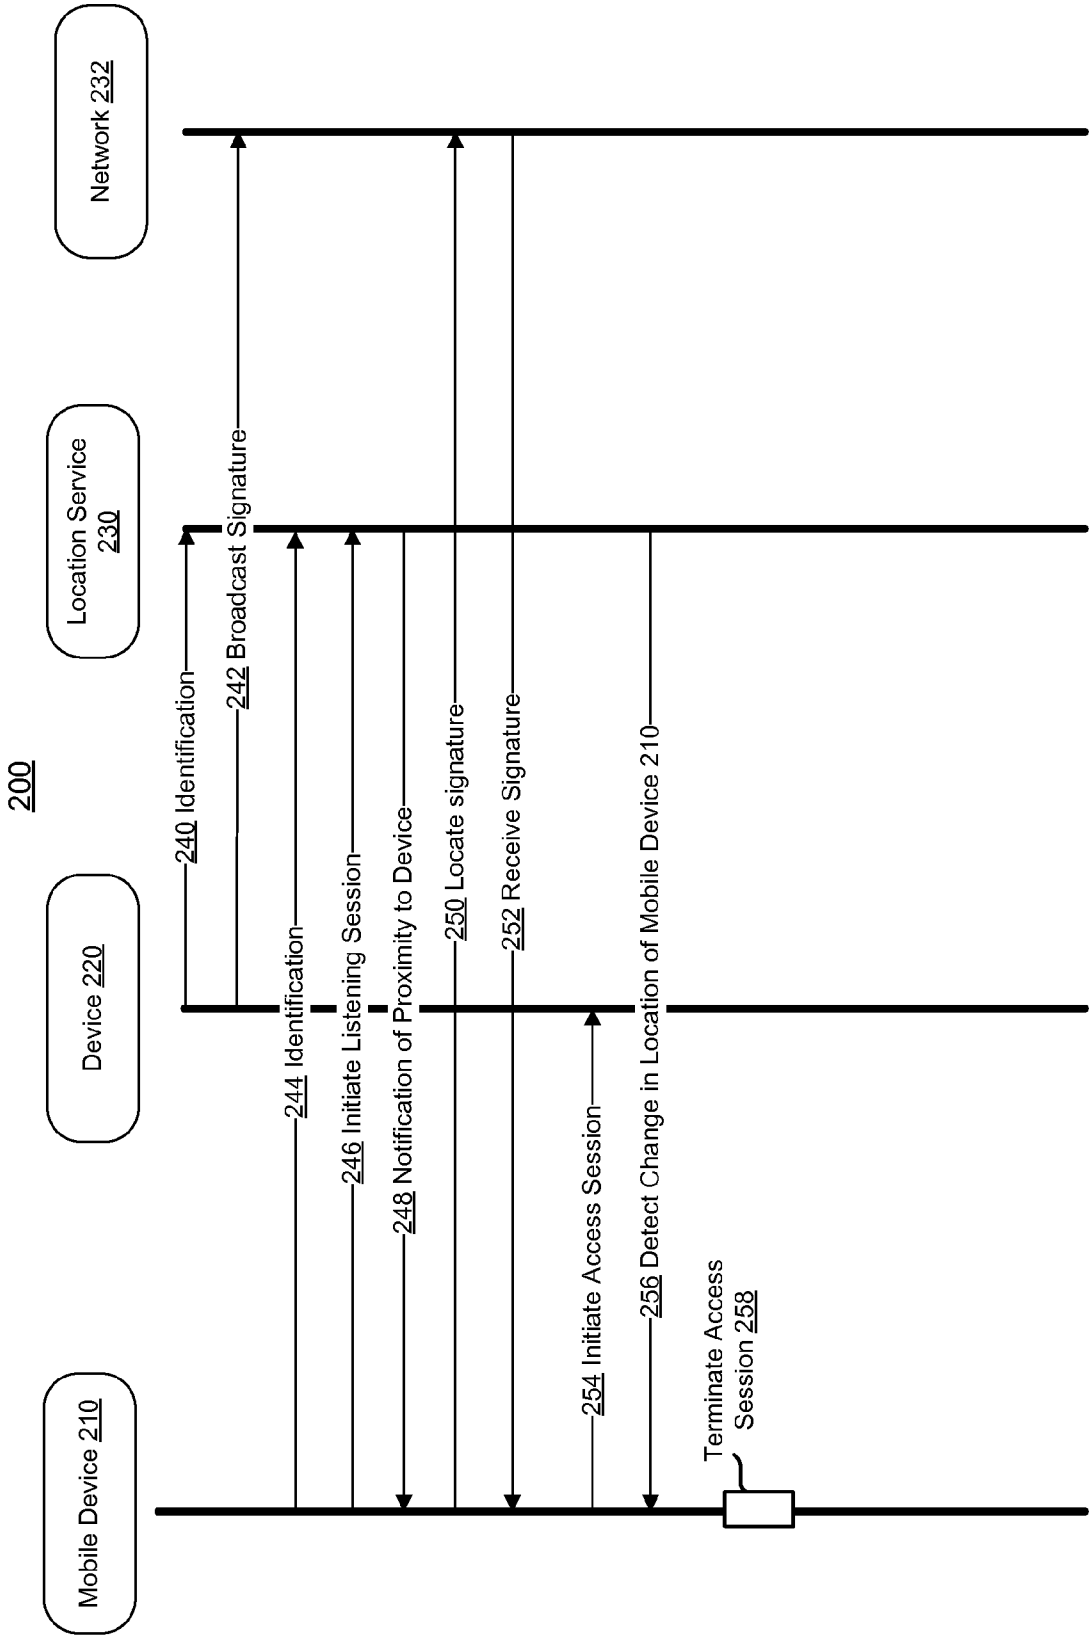 200
Mobile Device 210
Device 220
Location Service
230
Network 232
240 Identification
242 Broadcast Signature
244 Identification
246 Initiate Listening Session
248 Notification of Proximity to Device
250 Locate signature
252 Receive Signature
254 Initiate Access Session
256 Detect Change in Location of Mobile Device 210
Terminate Access
Session 258